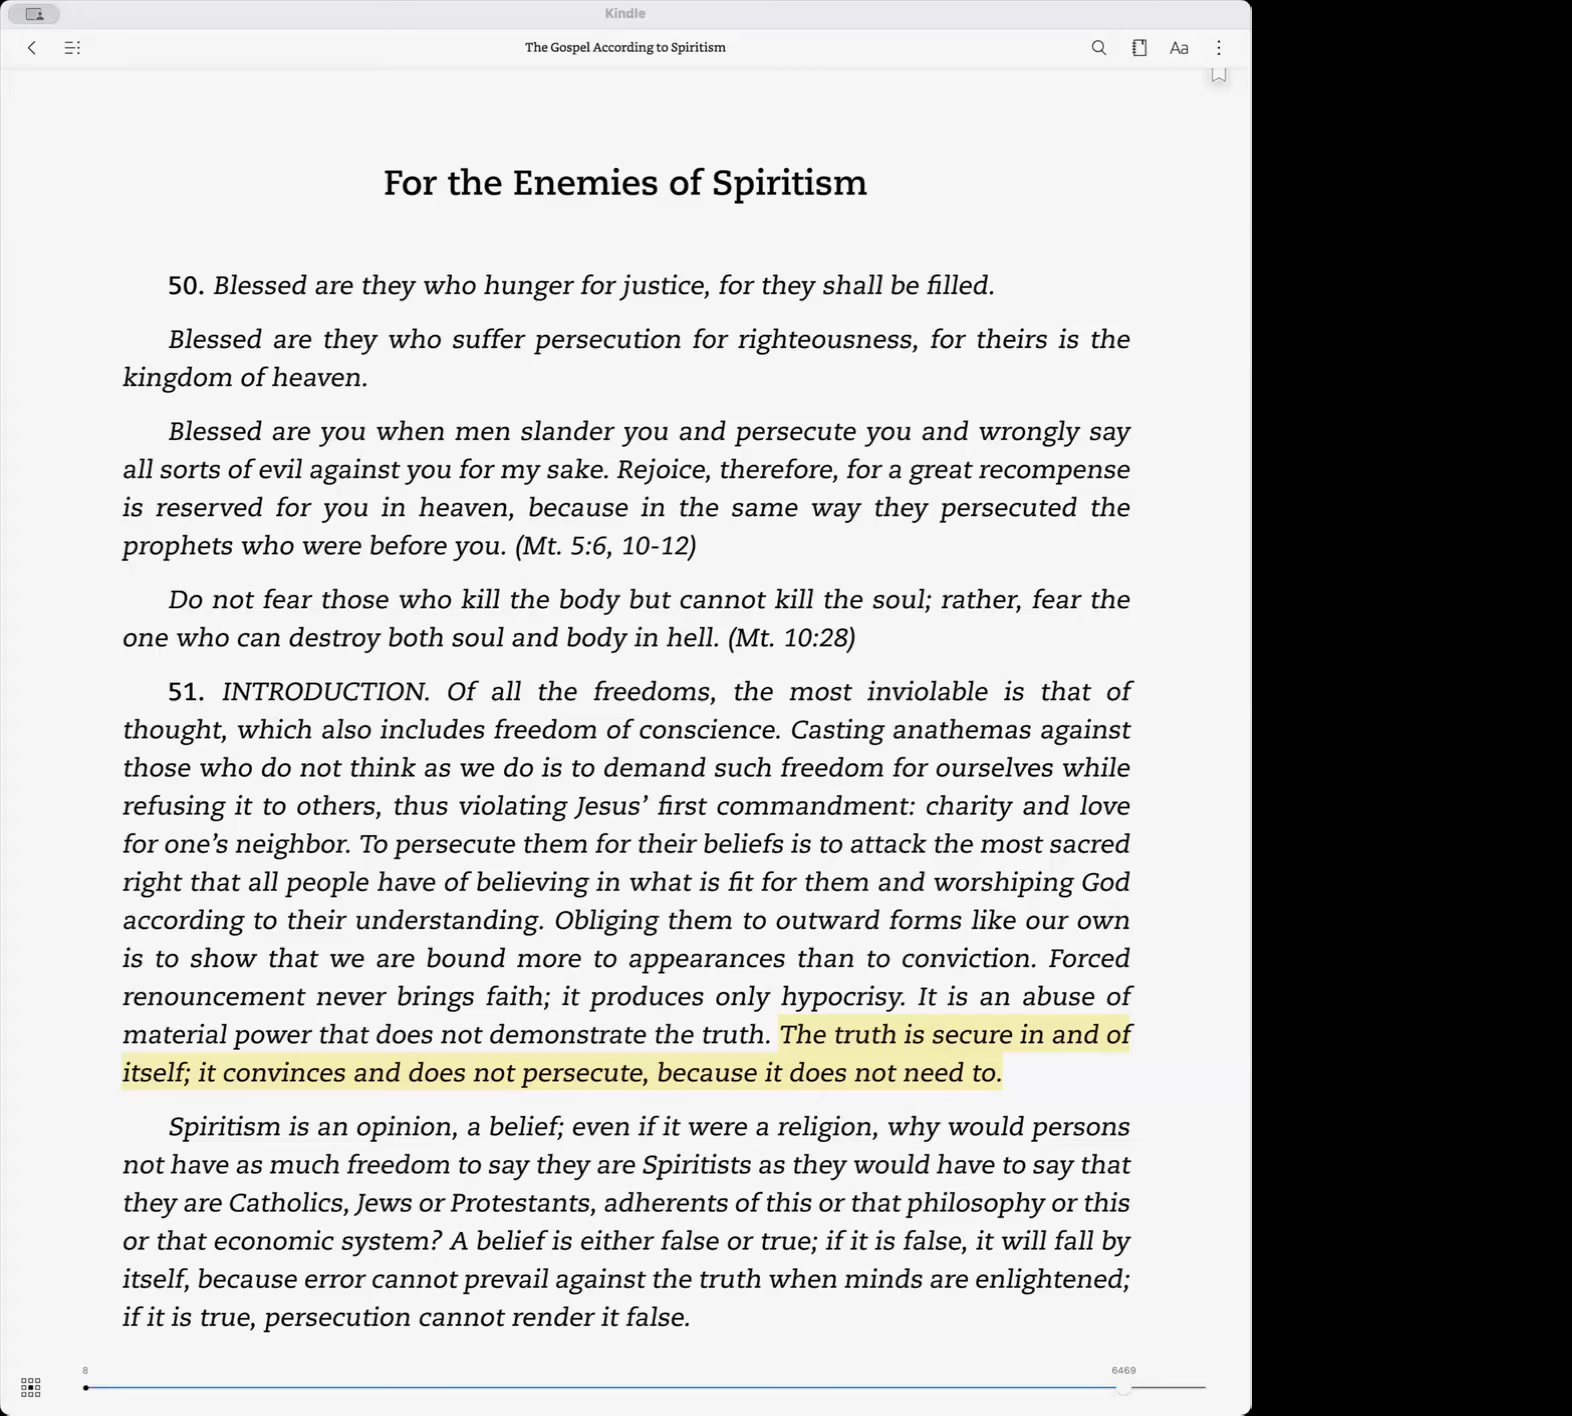 Kindle
The Gospel According to Spiritism
Aa
For the Enemies of Spiritism
50. Blessed are they who hunger for justice, for they shall be filled.
Blessed are they who suffer persecution for righteousness, for theirs is the
kingdom of heaven.
Blessed are you when men slander you and persecute you and wrongly say
all sorts of evil against you for my sake. Rejoice, therefore, for a great recompense
is reserved for you in heaven, because in the same way they persecuted the
prophets who were before you. (Mt. 5:6, 10-12)
Do not fear those who kill the body but cannot kill the soul; rather, fear the
one who can destroy both soul and body in hell. (Mt. 10:28)
51. INTRODUCTION. Of all the freedoms, the most inviolable is that of
thought, which also includes freedom of conscience. Casting anathemas against
those who do not think as we do is to demand such freedom for ourselves while
refusing it to others, thus violating Jesus’ first commandment: charity and love
for one’s neighbor. To persecute them for their beliefs is to attack the most sacred
right that all people have of believing in what is fit for them and worshiping God
according to their understanding. Obliging them to outward forms like our own
is to show that we are bound more to appearances than to conviction. Forced
renouncement never brings faith; it produces only hypocrisy. It is an abuse of
material power that does not demonstrate the truth. The truth is secure in and of
itself; it convinces and does not persecute, because it does not need to.
Spiritism is an opinion, a belief; even if it were a religion, why would persons
not have as much freedom to say they are Spiritists as they would have to say that
they are Catholics, Jews or Protestants, adherents of this or that philosophy or this
or that economic system? A belief is either false or true; if it is false, it will fall by
itself, because error cannot prevail against the truth when minds are enlightened;
if it is true, persecution cannot render it false.
8
6469